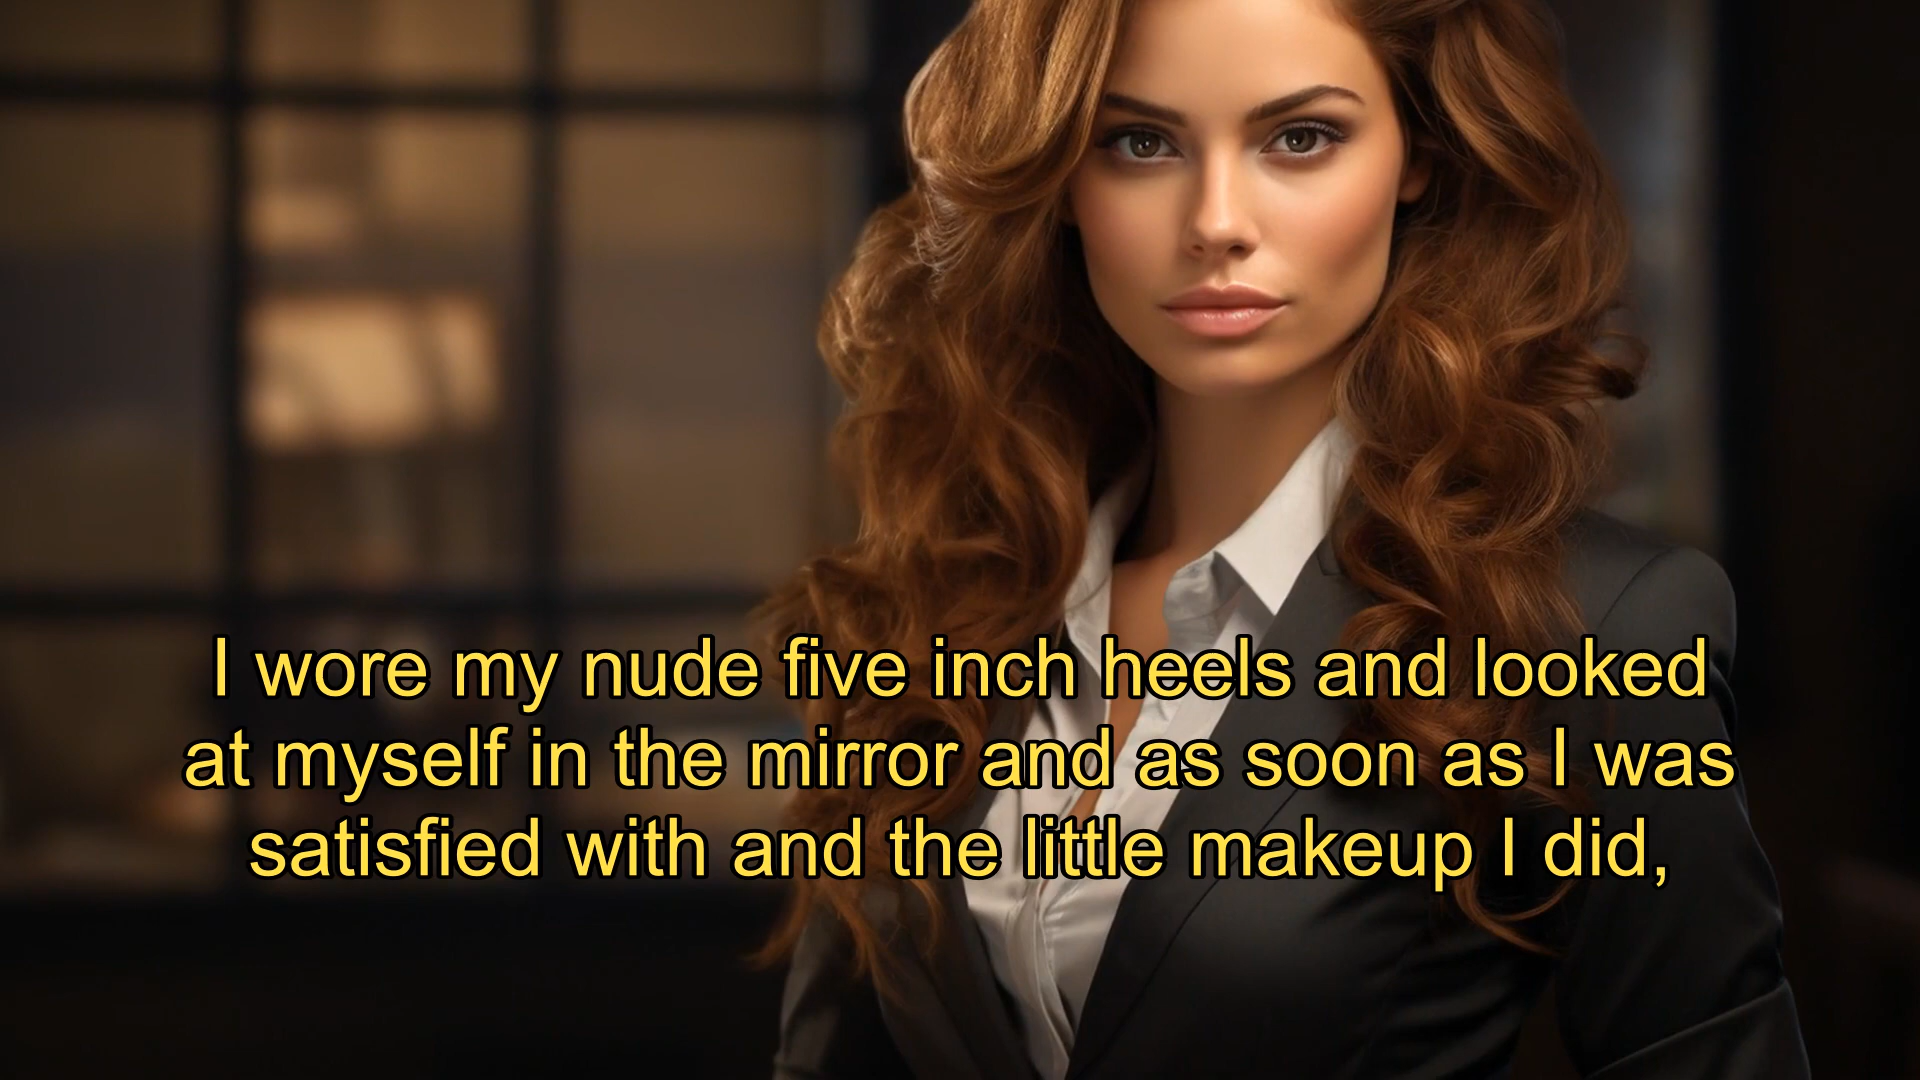 I wore my nude five inch heels and looked
at myself in the mirror and as soon as I was
satisfied with and the little makeup I did,